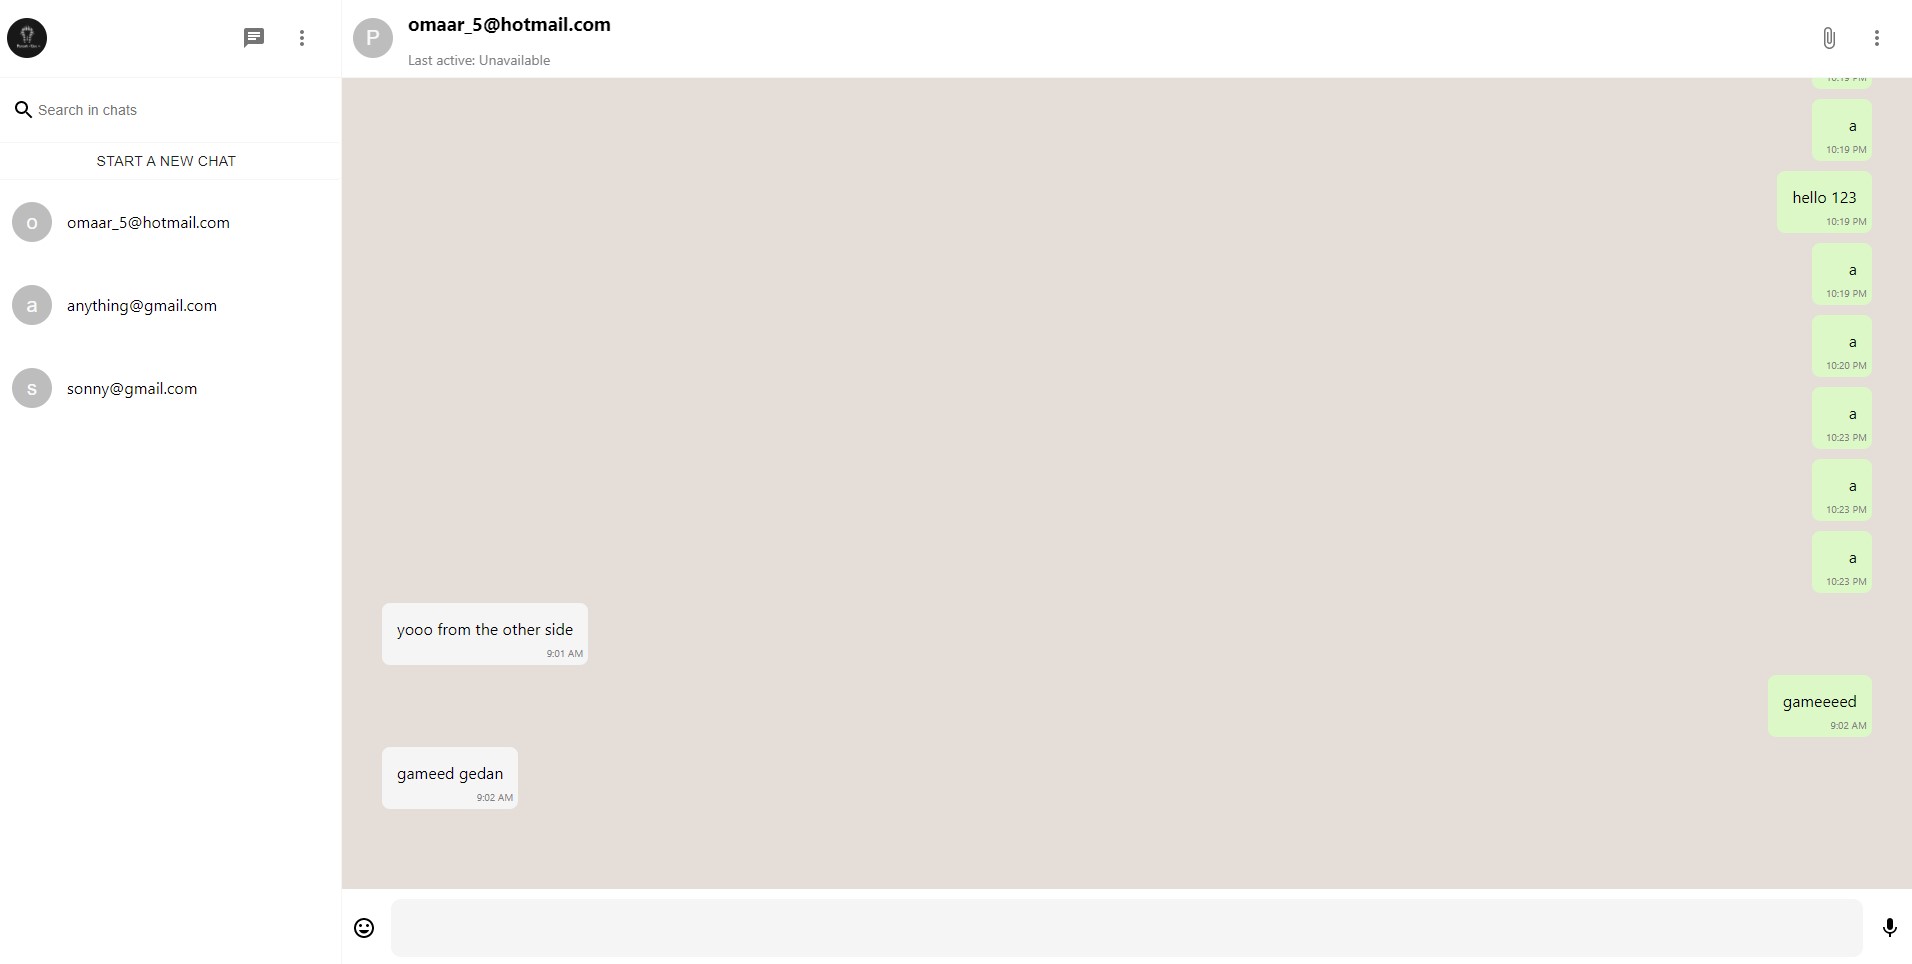 omaar_5@hotmail.com
P
Last active: Unavailable
Search in chats
START A NEW CHAT
o
omaar_5@hotmail.com
a
anything@gmail.com
s
sonny@gmail.com
10:19 PM
a
10:19 PM
hello 123
10:19 PM
a
10:19 PM
a
10:20 PM
a
10:23 PM
a
10:23 PM
a
10:23 PM
yooo from the other side
9:01 AM
gameeeed
9:02 AM
gameed gedan
9:02 AM